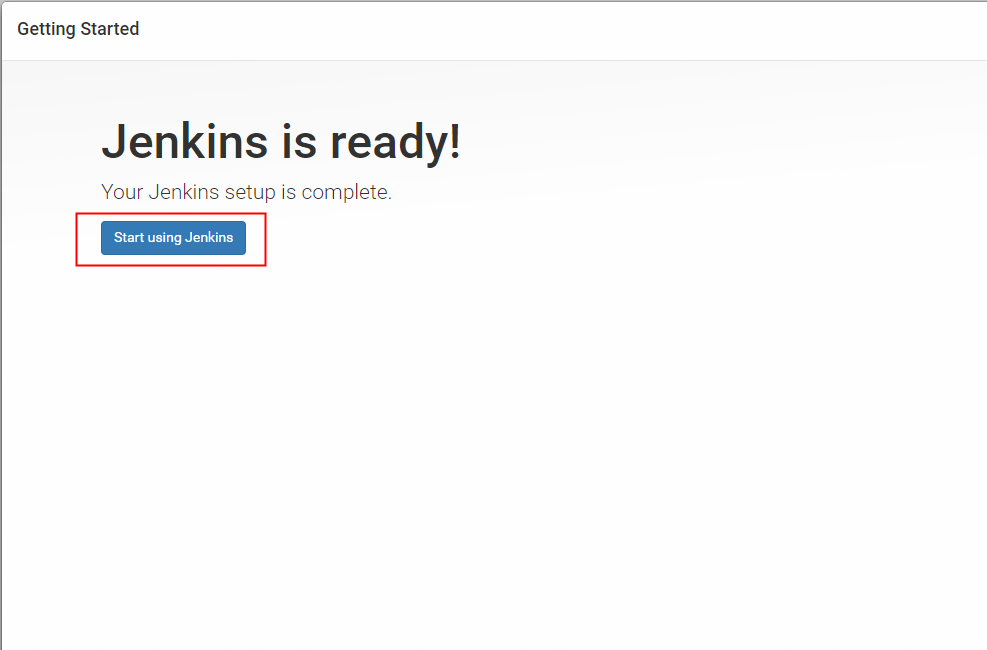 Getting Started
Jenkins is ready!
Your Jenkins setup is complete.
Start using Jenkins